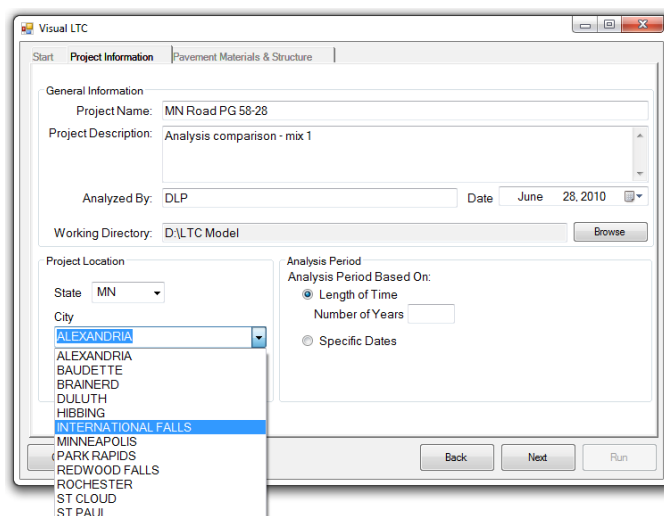 Visual LTC
Start Project Information Pavement Materials & Structure
General Information
Project Name: MN Road PG 58-28
Project Description: Analysis comparison - mix 1
Analyzed By: DLP Date June 28, 2010
Working Directory: D:\LTC Model Browse
Project Location
State MN
City
ALEXANDRIA
ALEXANDRIA
BAUDETTE
BRAINERD
DULUTH
HIBBING
INTERNATIONAL FALLS
MINNEAPOLIS
PARK RAPIDS
REDWOOD FALLS
ROCHESTER
ST CLOUD
ST PAUL
Analysis Period
Analysis Period Based On:
Length of Time
Number of Years
Specific Dates
Back Next Run